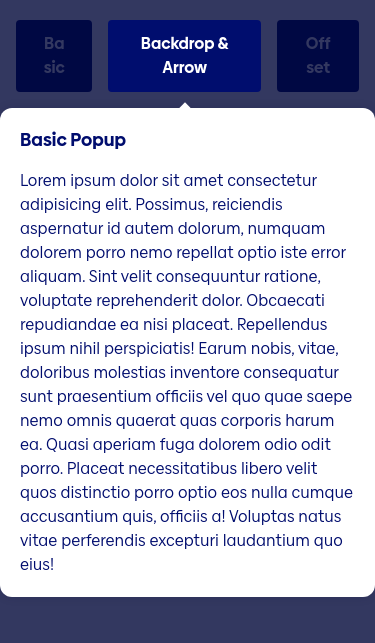 Ba
sic
Backdrop &
Arrow
Off
set
Basic Popup
Lorem ipsum dolor sit amet consectetur
adipisicing elit. Possimus, reiciendis
aspernatur id autem dolorum, numquam
dolorem porro nemo repellat optio iste error
aliquam. Sint velit consequuntur ratione,
voluptate reprehenderit dolor. Obcaecati
repudiandae ea nisi placeat. Repellendus
ipsum nihil perspiciatis! Earum nobis, vitae,
doloribus molestias inventore consequatur
sunt praesentium officiis vel quo quae saepe
nemo omnis quaerat quas corporis harum
ea. Quasi aperiam fuga dolorem odio odit
porro. Placeat necessitatibus libero velit
quos distinctio porro optio eos nulla cumque
accusantium quis, officiis a! Voluptas natus
vitae perferendis excepturi laudantium quo
eius!